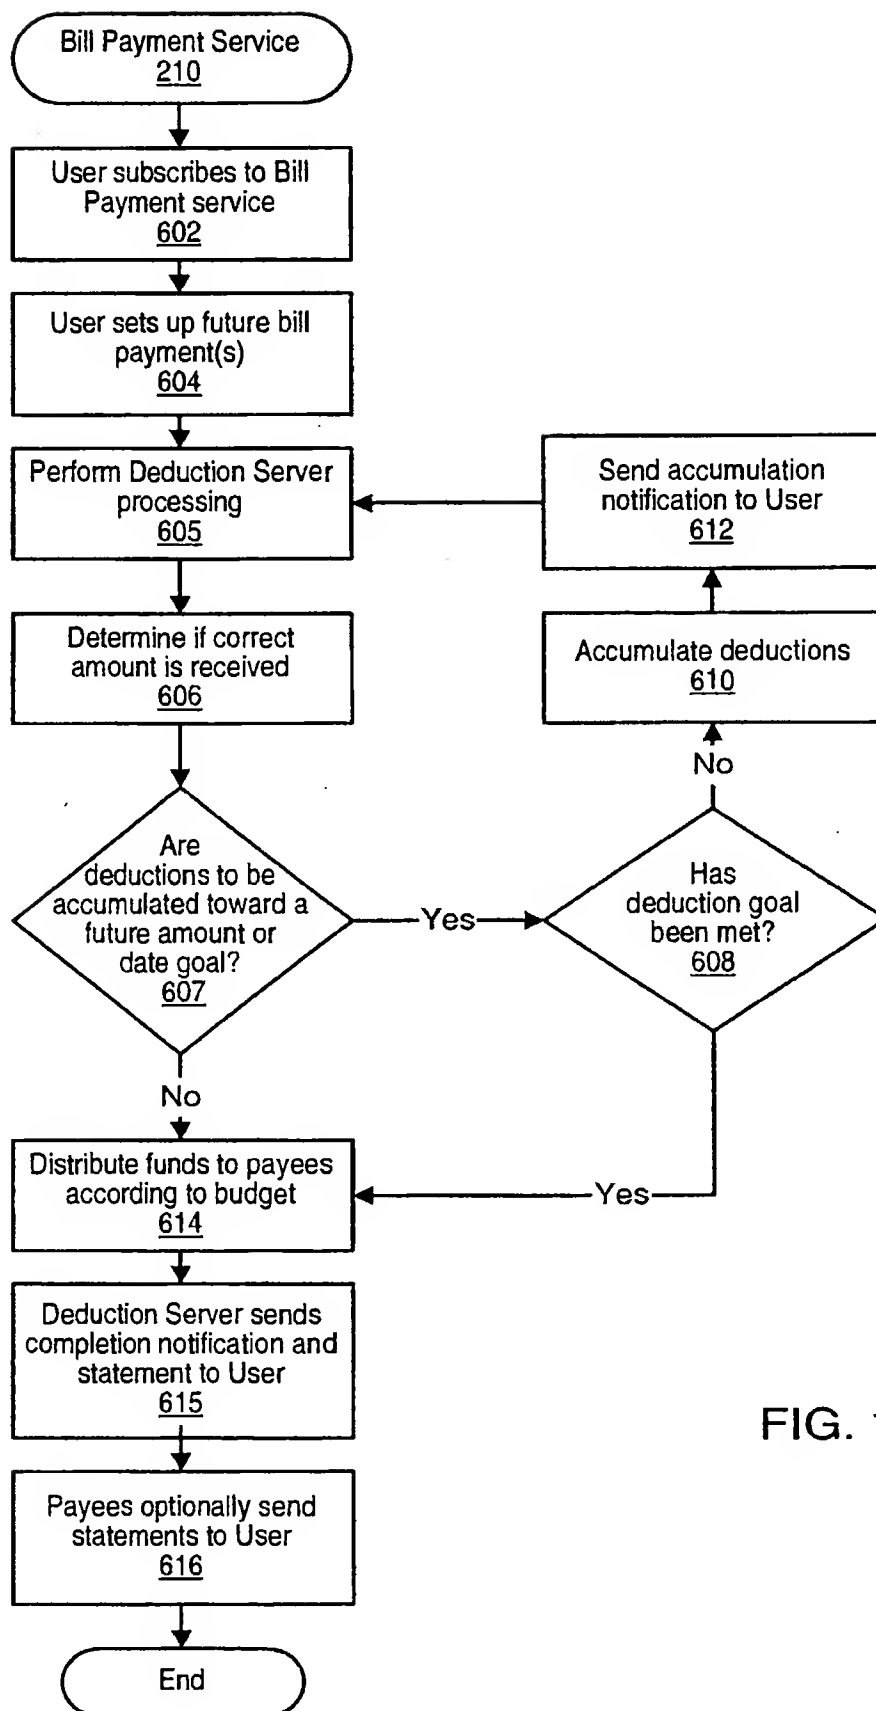 Bill Payment Service
210
User subscribes to Bill
Payment service
602
User sets up future bill
payment(s)
604
Perform Deduction Server
processing
605
Send accumulation
notification to User
612
Determine if correct
amount is received
606
Accumulate deductions
610
No
Are
deductions to be
accumulated toward a
future amount or
date goal?
607
Yes
Has
deduction goal
been met?
608
No
Distribute funds to payees
according to budget
614
Yes
Deduction Server sends
completion notification and
statement to User
615
FIG.
Payees optionally send
statements to User
616
End